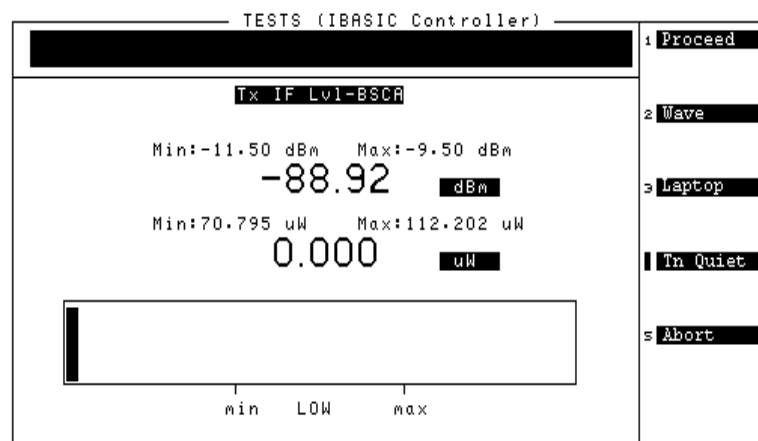 TESTS (IBASIC Controller)
1 Proceed
Tx IF Lvl-BSCA
2 Wave
Min:-11.50 dBm Max:-9.50 dBm
-88.92 dBm
3 Laptop
Min:70.795 uW Max:112.202 uW
0.000 uW
Tn Quiet
5 Abort
min LOW max